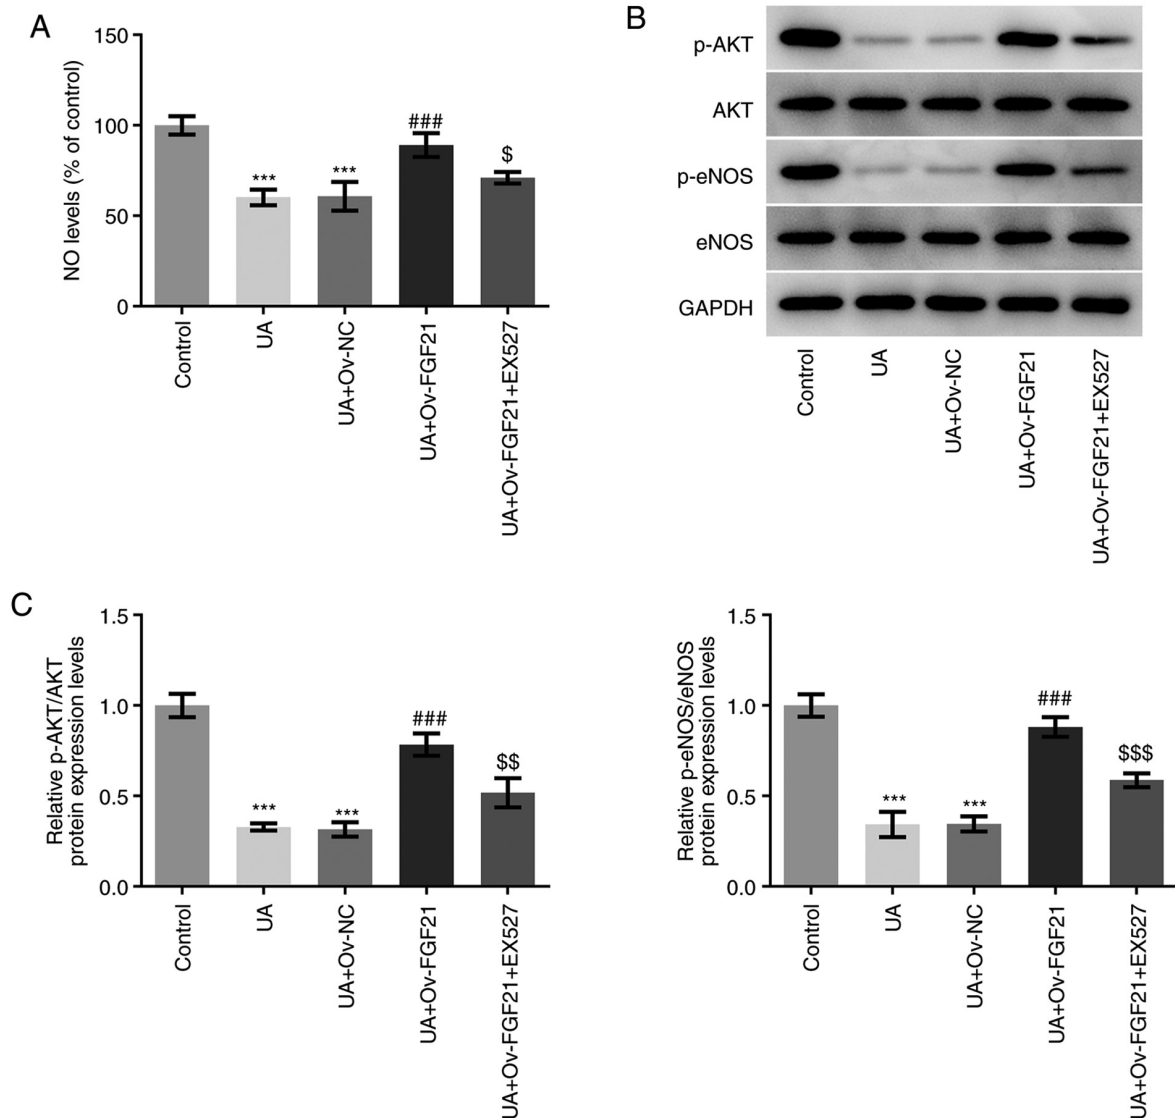 A
NO levels (% of control)
150
100
50
0
***
***
###
$
Control
UA
UA+Ov-NC
UA+Ov-FGF21
UA+Ov-FGF21+EX527
B
p-AKT
AKT
p-eNOS
eNOS
GAPDH
Control
UA
UA+Ov-NC
UA+Ov-FGF21
UA+Ov-FGF21+EX527
C
Relative p-AKT/AKT
protein expression levels
1.5
1.0
0.5
0.0
***
***
###
$$
Control
UA
UA+Ov-NC
UA+Ov-FGF21
UA+Ov-FGF21+EX527
Relative p-eNOS/eNOS
protein expression levels
1.5
1.0
0.5
0.0
***
***
###
$$$
Control
UA
UA+Ov-NC
UA+Ov-FGF21
UA+Ov-FGF21+EX527